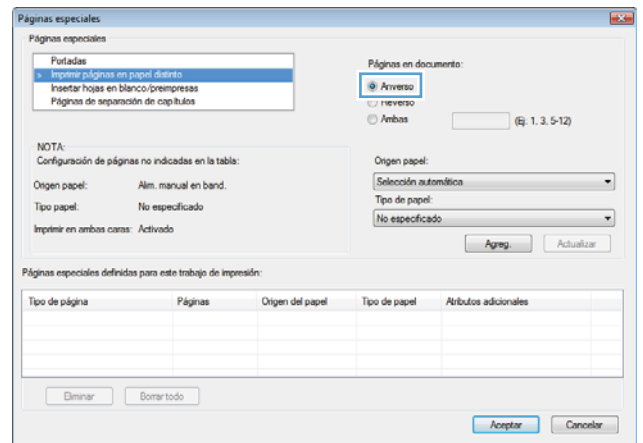 Páginas especiales
Páginas especiales
Portadas
> Imprimir páginas en papel distinto
Insertar hojas en blanco/preimpresas
Páginas de separación de capítulos
Páginas en documento:
Anverso
Reverso
Ambas (Ej. 1. 3. 5-12)
NOTA:
Configuración de páginas no indicadas en la tabla:
Origen papel: Alim. manual en band.
Tipo papel: No especificado
Imprimir en ambas caras: Activado
Origen papel:
Selección automática
Tipo de papel:
No especificado
Agreg. Actualizar
Páginas especiales definidas para este trabajo de impresión:
Tipo de página Páginas Origen del papel Tipo de papel Atributos adicionales
Eliminar Borrar todo
Aceptar Cancelar